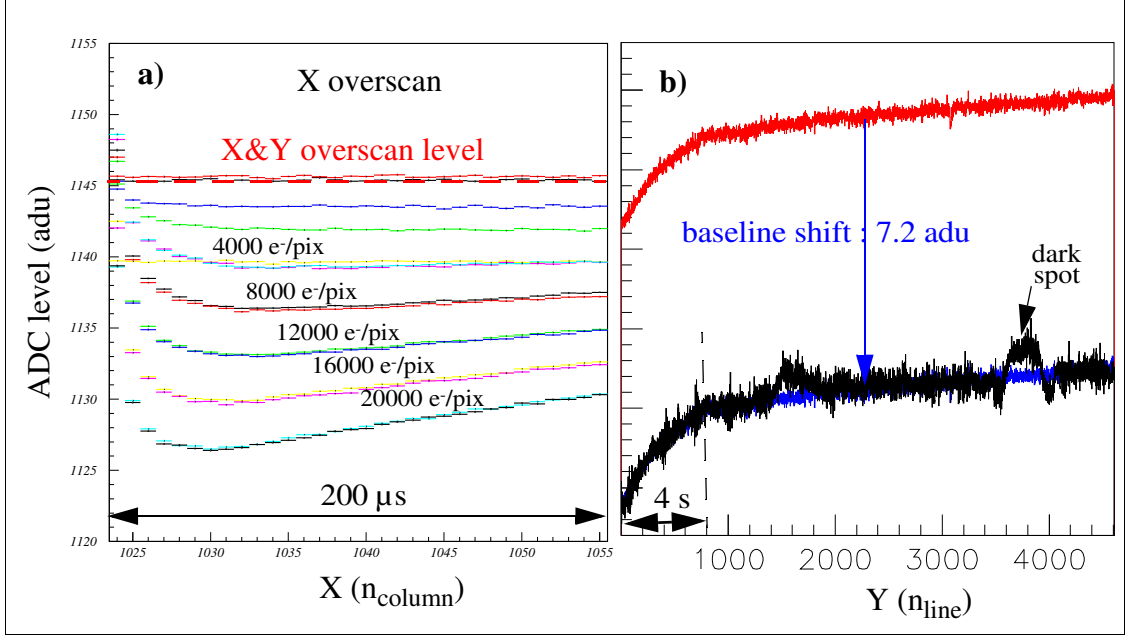 a)
X overscan
X&Y overscan level
4000 e-/pix
8000 e-/pix
12000 e-/pix
16000 e-/pix
20000 e-/pix
200 µs
1155
1150
1145
1140
1135
1130
1125
1120
ADC level (adu)
1025 1030 1035 1040 1045 1050 1055
X (n_column)
b)
baseline shift : 7.2 adu
dark
spot
4 s
1000 2000 3000 4000
Y (n_line)